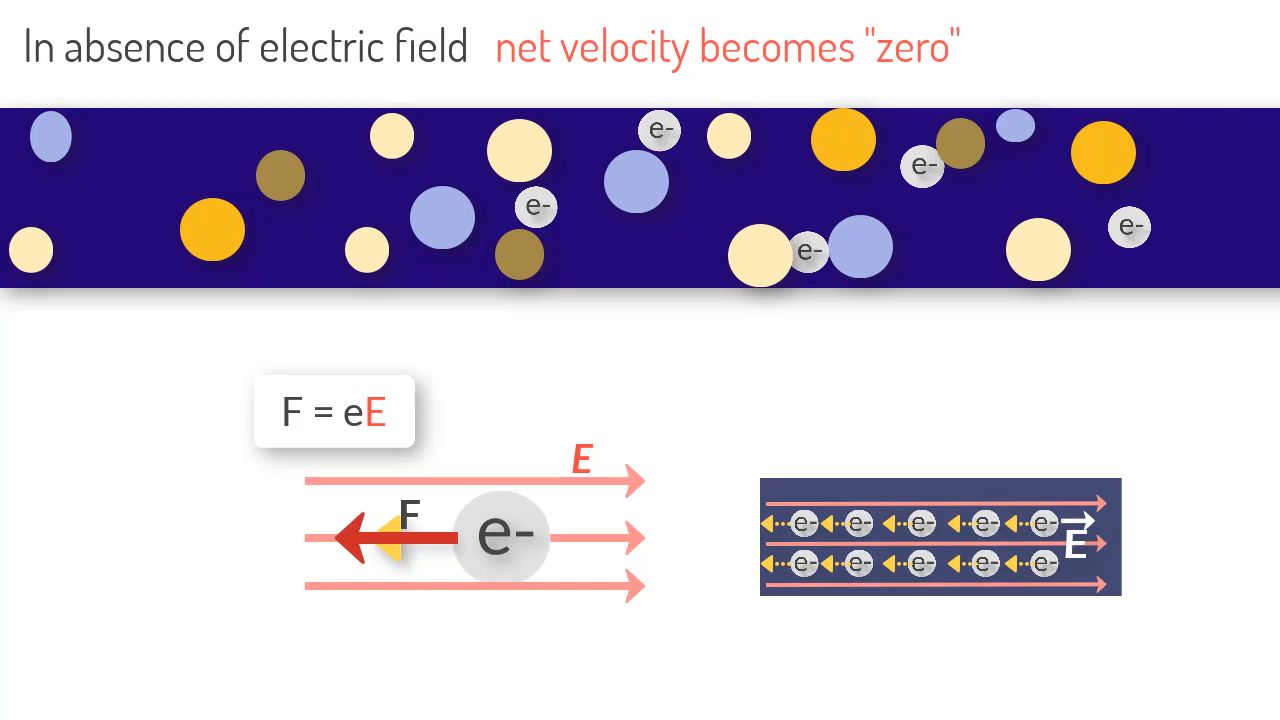 In absence of electric field net velocity becomes "zero"
e-
e-
e-
e-
e-
F = eE
E
F
e-
e- e- e- e- e-
E
e- e- e- e- e-